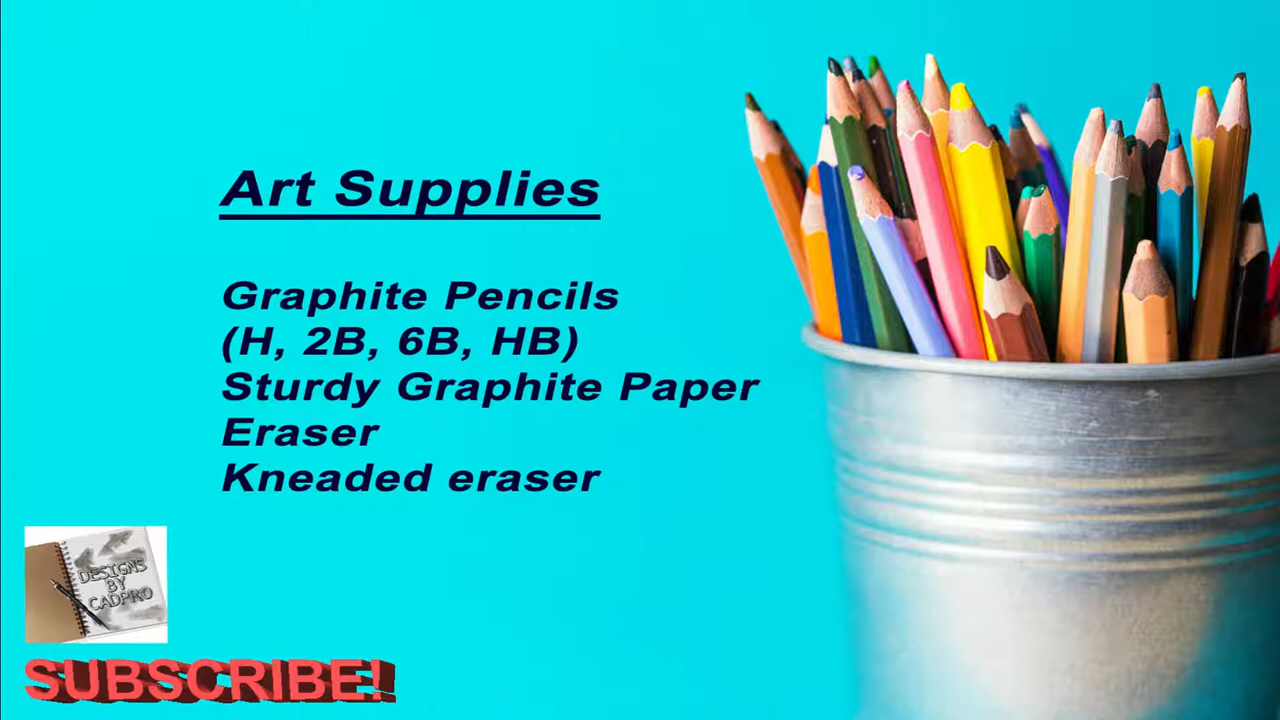 Art Supplies
Graphite Pencils
(H, 2B, 6B, HB)
Sturdy Graphite Paper
Eraser
Kneaded eraser
DESIGNS
BY
CADPRO
SUBSCRIBE!